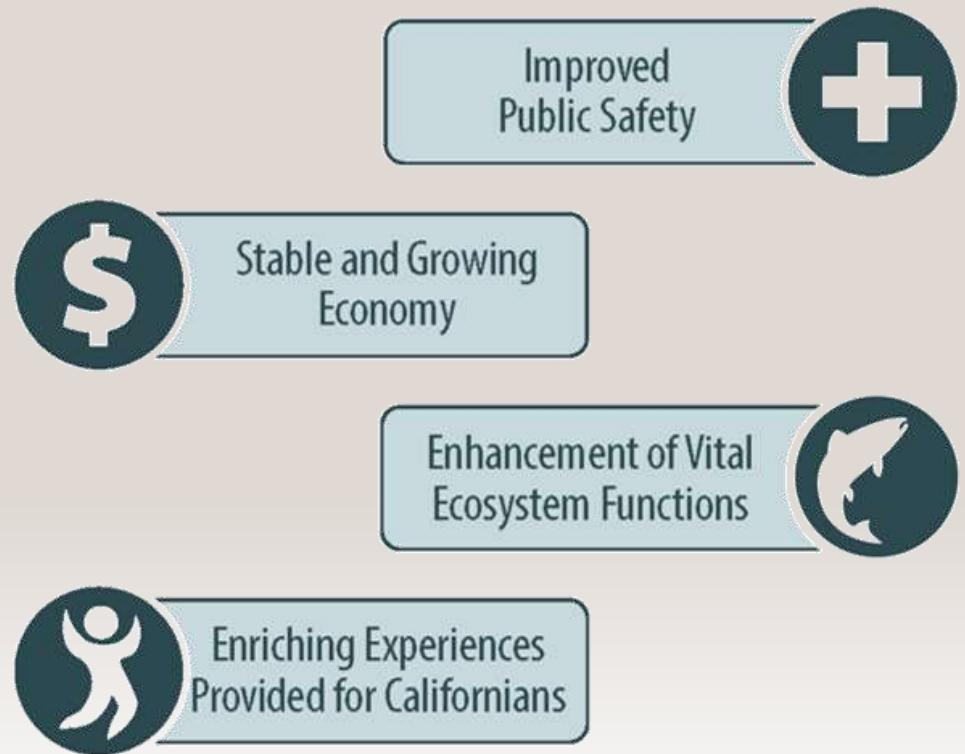 Improved
Public Safety
Stable and Growing
Economy
Enhancement of Vital
Ecosystem Functions
Enriching Experiences
Provided for Californians